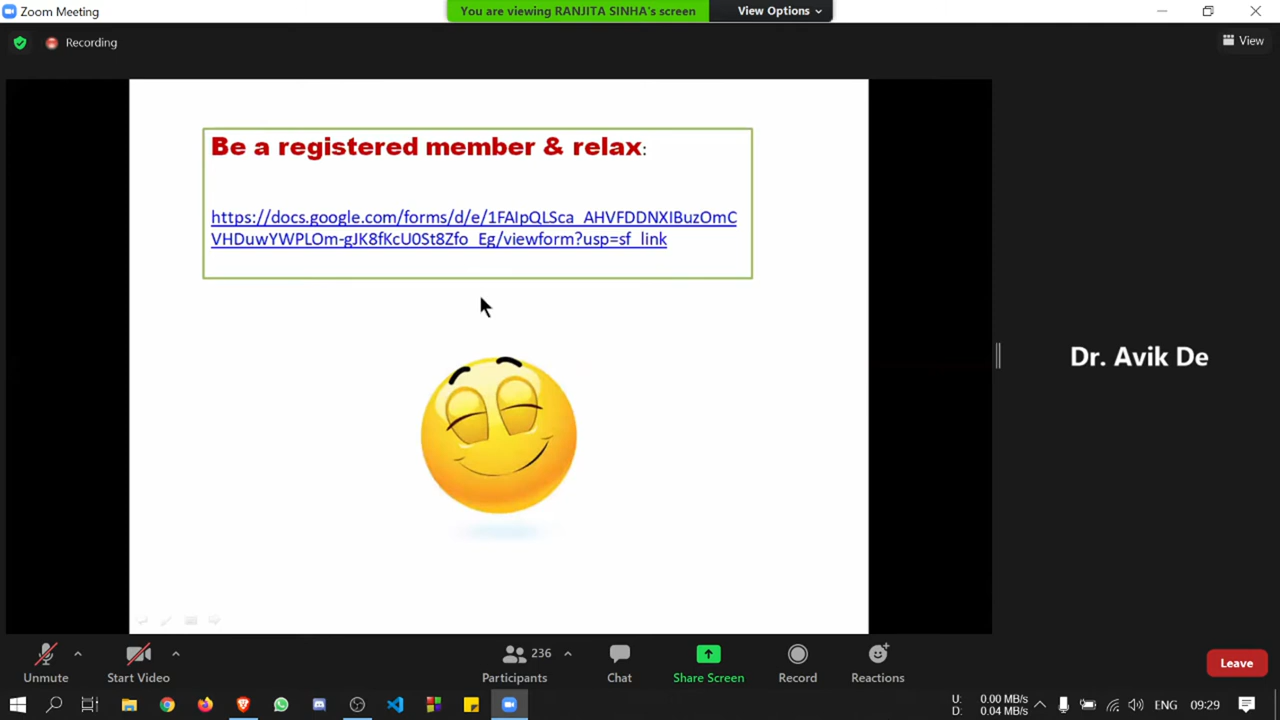 Zoom Meeting
You are viewing RANJITA SINHA's screen
View Options
Recording
View
Be a registered member & relax:
https://docs.google.com/forms/d/e/1FAIpQLSca_AHVFDDNXIBuzOmC
VHDuwYWPLOm-gJK8fKcU0St8Zfo_Eg/viewform?usp=sf_link
Dr. Avik De
236
Unmute
Start Video
Participants
Chat
Share Screen
Record
Reactions
Leave
U: 0.00 MB/s
D: 0.04 MB/s
ENG
09:29